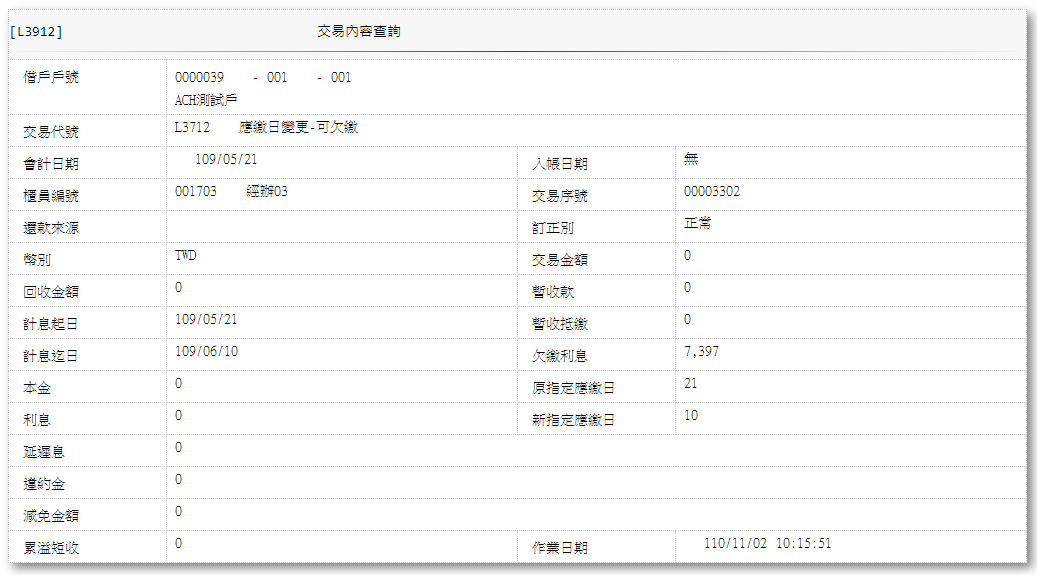 [L3912] 交易內容查詢
借戶戶號 0000039 - 001 - 001
ACH測試戶
交易代號 L3712 應繳日變更-可欠繳
會計日期 109/05/21 入帳日期 無
櫃員編號 001703 經辦03 交易序號 00003302
還款來源 訂正別 正常
幣別 TWD 交易金額 0
回收金額 0 暫收款 0
計息起日 109/05/21 暫收抵繳 0
計息迄日 109/06/10 欠繳利息 7,397
本金 0 原指定應繳日 21
利息 0 新指定應繳日 10
延遲息 0
違約金 0
減免金額 0
累溢短收 0 作業日期 110/11/02 10:15:51